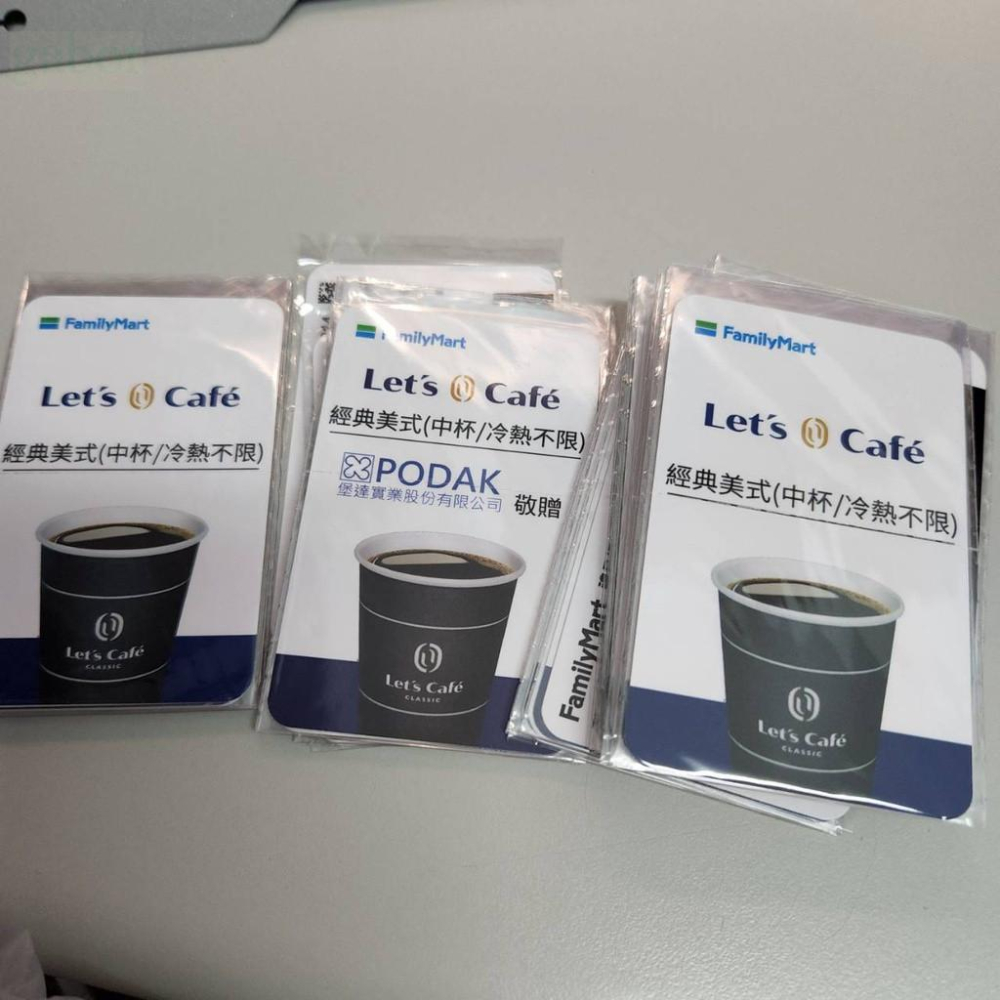 FamilyMart
Let's Café
經典美式(中杯/冷熱不限)
Let's Café
CLASSIC
FamilyMart
Let's Café
經典美式(中杯/冷熱不限)
PODAK
堡達實業股份有限公司 敬贈
Let's Café
CLASSIC
FamilyMart
FamilyMart
Let's Café
經典美式(中杯/冷熱不限)
Let's Café
CLASSIC